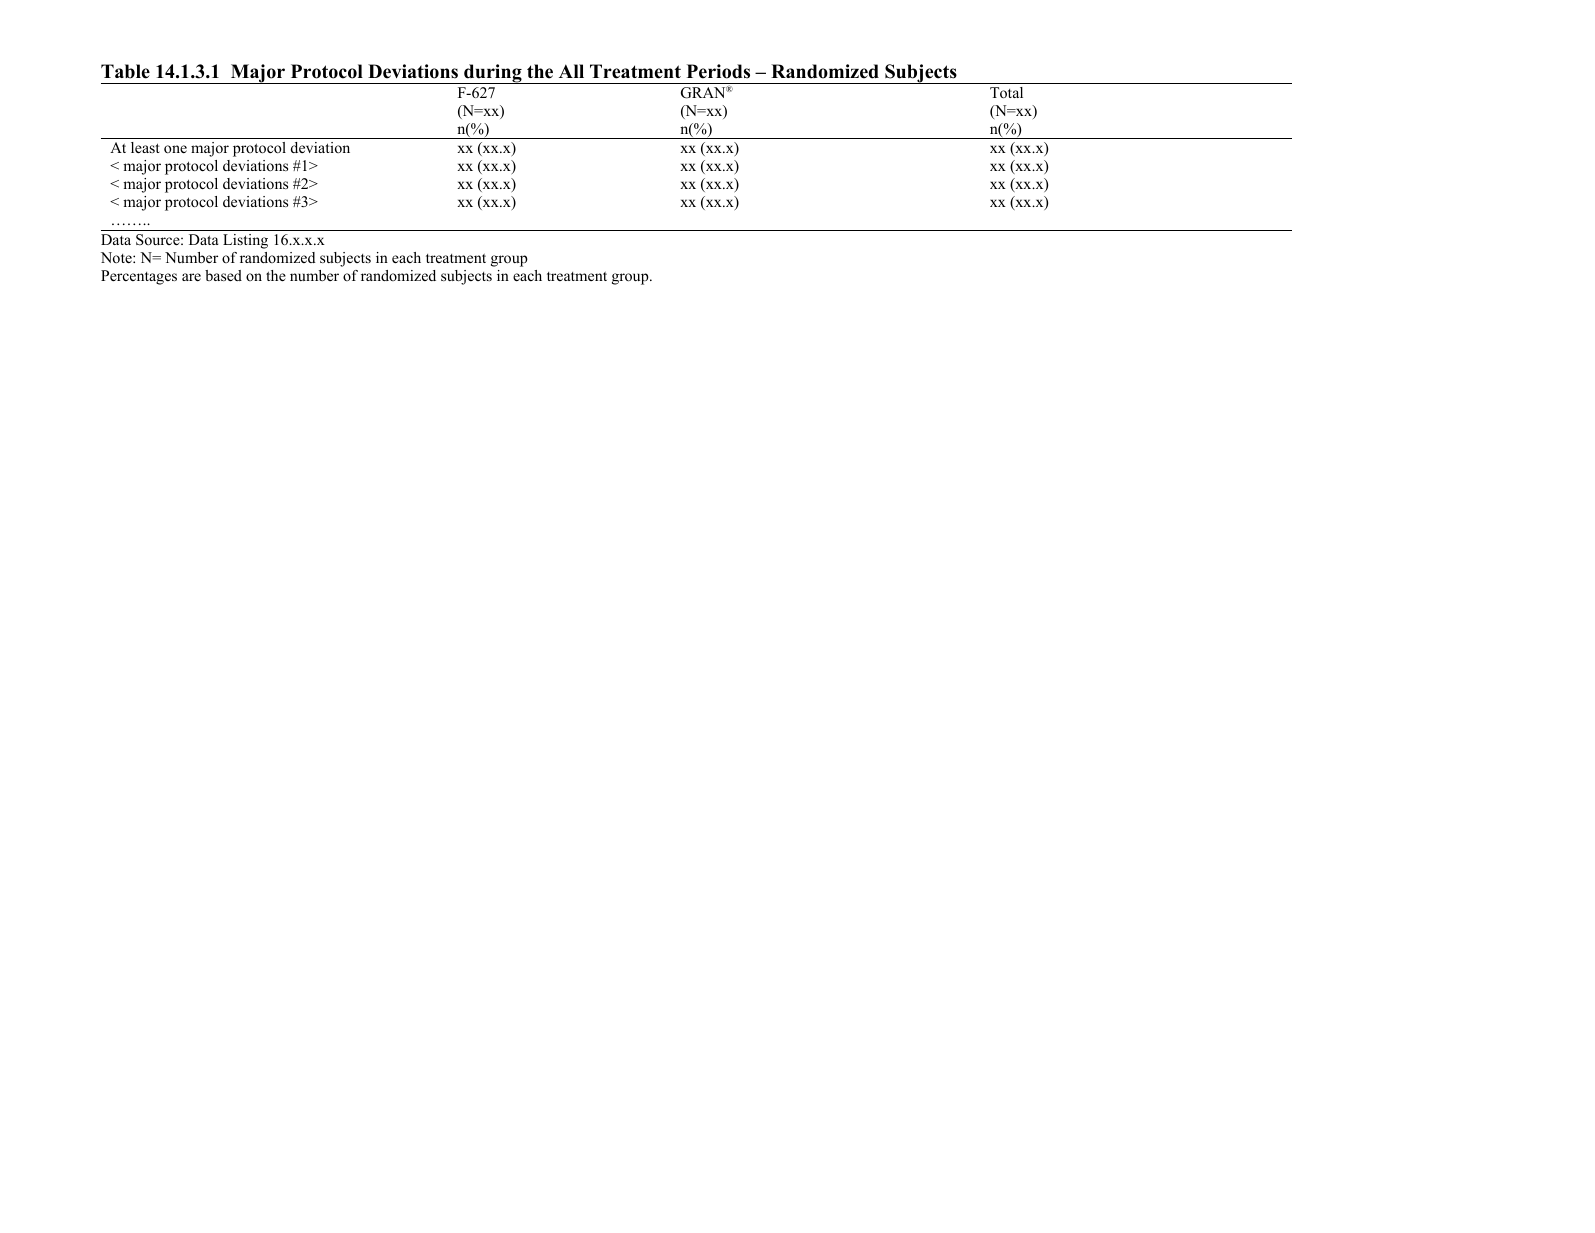 Table 14.1.3.1  Major Protocol Deviations during the All Treatment Periods – Randomized Subjects
F-627 GRAN® Total
(N=xx) (N=xx) (N=xx)
n(%) n(%) n(%)
At least one major protocol deviation xx (xx.x) xx (xx.x) xx (xx.x)
< major protocol deviations #1> xx (xx.x) xx (xx.x) xx (xx.x)
< major protocol deviations #2> xx (xx.x) xx (xx.x) xx (xx.x)
< major protocol deviations #3> xx (xx.x) xx (xx.x) xx (xx.x)
……..
Data Source: Data Listing 16.x.x.x
Note: N= Number of randomized subjects in each treatment group
Percentages are based on the number of randomized subjects in each treatment group.